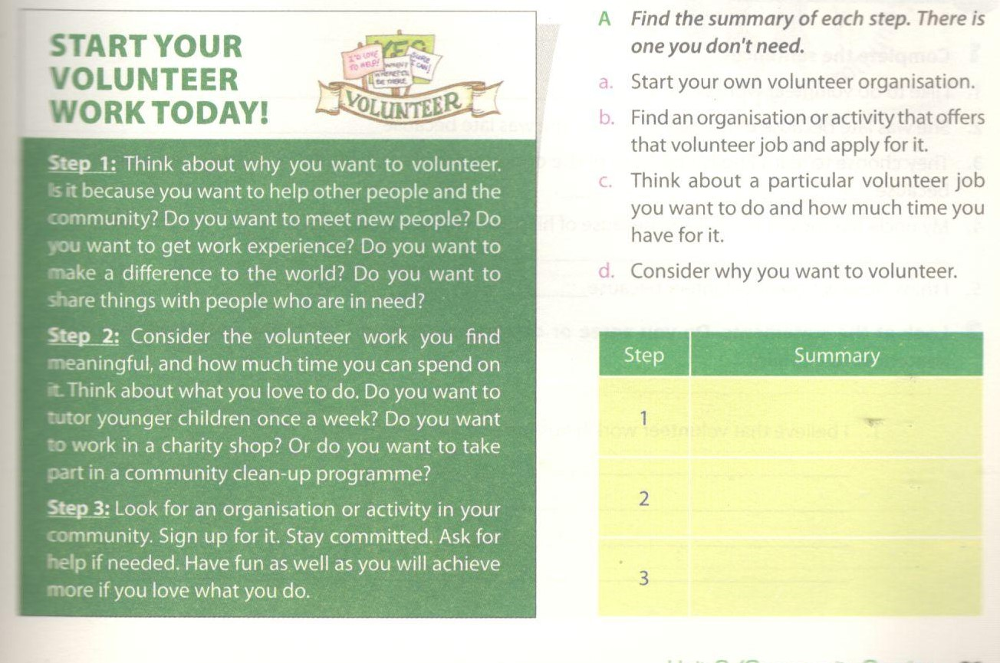 START YOUR
VOLUNTEER
WORK TODAY!
YES
I'D LOVE
TO HELP!
SURE
I CAN!
BE THERE
VOLUNTEER
Step 1: Think about why you want to volunteer.
Is it because you want to help other people and the
community? Do you want to meet new people? Do
you want to get work experience? Do you want to
make a difference to the world? Do you want to
share things with people who are in need?
Step 2: Consider the volunteer work you find
meaningful, and how much time you can spend on
it. Think about what you love to do. Do you want to
tutor younger children once a week? Do you want
to work in a charity shop? Or do you want to take
part in a community clean-up programme?
Step 3: Look for an organisation or activity in your
community. Sign up for it. Stay committed. Ask for
help if needed. Have fun as well as you will achieve
more if you love what you do.
A Find the summary of each step. There is
one you don't need.
a. Start your own volunteer organisation.
b. Find an organisation or activity that offers
that volunteer job and apply for it.
c. Think about a particular volunteer job
you want to do and how much time you
have for it.
d. Consider why you want to volunteer.
Step Summary
1
2
3